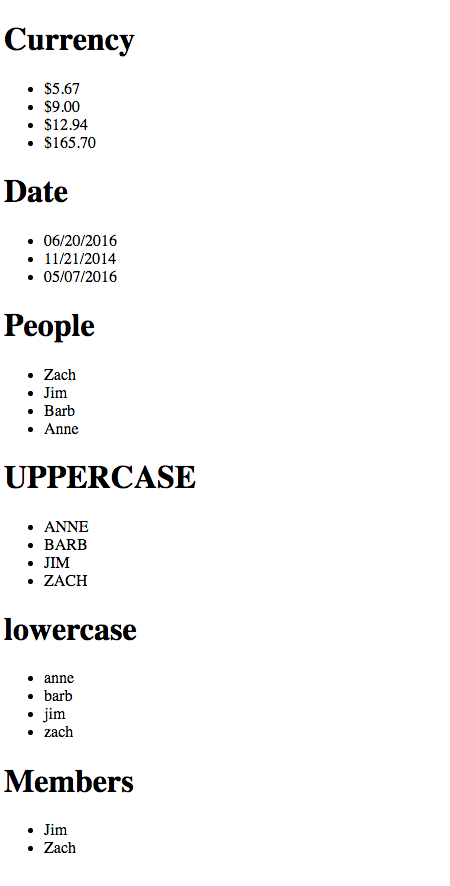 Currency
• $5.67
• $9.00
• $12.94
• $165.70
Date
• 06/20/2016
• 11/21/2014
• 05/07/2016
People
• Zach
• Jim
• Barb
• Anne
UPPERCASE
• ANNE
• BARB
• JIM
• ZACH
lowercase
• anne
• barb
• jim
• zach
Members
• Jim
• Zach